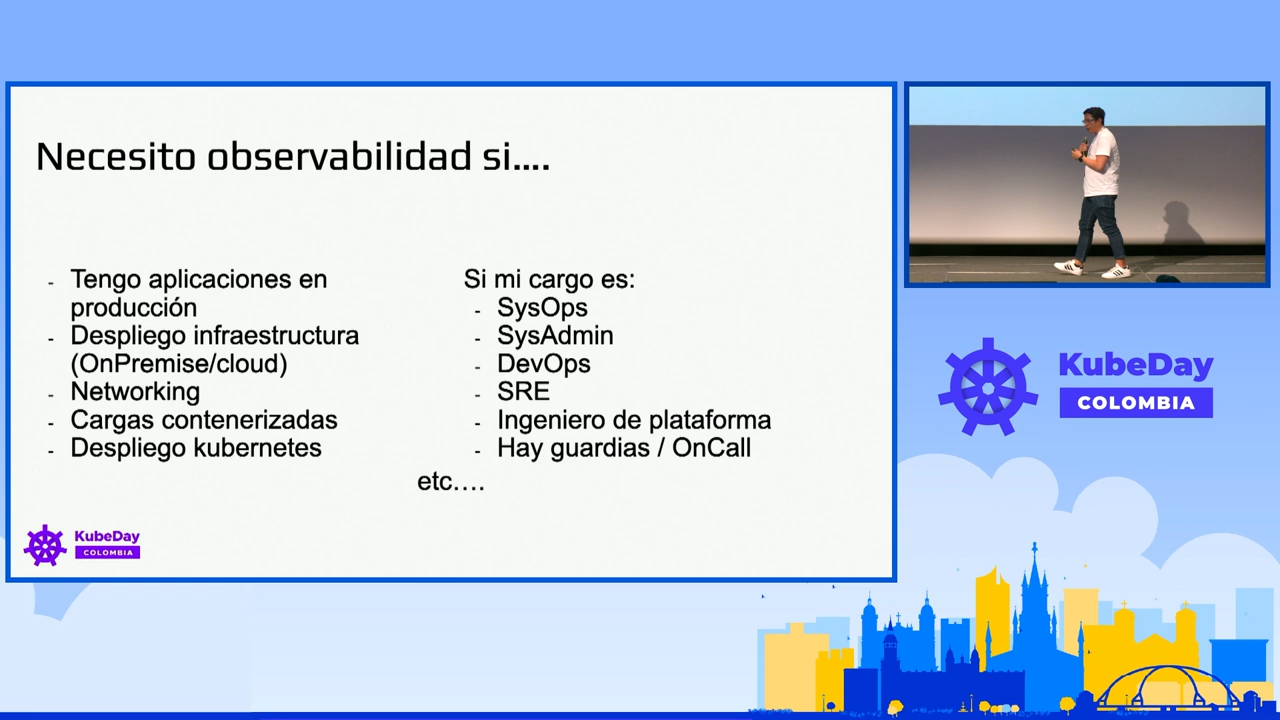 Necesito observabilidad si....
- Tengo aplicaciones en
producción
- Despliego infraestructura
(OnPremise/cloud)
- Networking
- Cargas contenerizadas
- Despliego kubernetes
Si mi cargo es:
- SysOps
- SysAdmin
- DevOps
- SRE
- Ingeniero de plataforma
- Hay guardias / OnCall
etc....
KubeDay
COLOMBIA
KubeDay
COLOMBIA